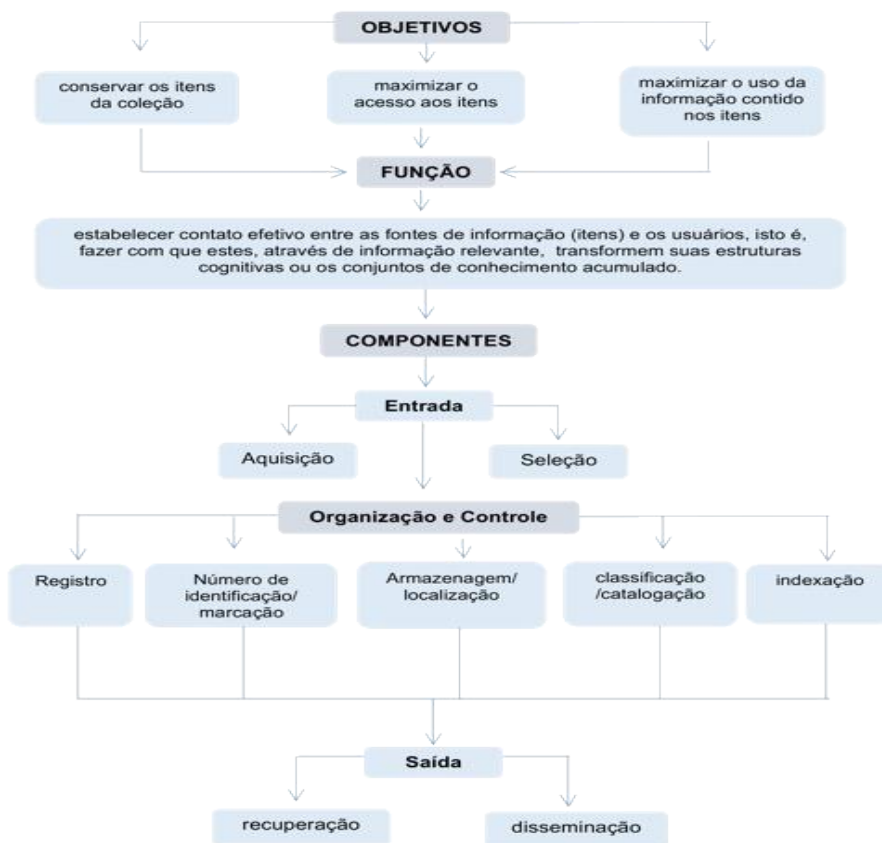 OBJETIVOS
conservar os itens
da coleção
maximizar o
acesso aos itens
maximizar o uso da
informação contido
nos itens
FUNÇÃO
estabelecer contato efetivo entre as fontes de informação (itens) e os usuários, isto é,
fazer com que estes, através de informação relevante, transformem suas estruturas
cognitivas ou os conjuntos de conhecimento acumulado.
COMPONENTES
Entrada
Aquisição
Seleção
Organização e Controle
Registro
Número de
identificação/
marcação
Armazenagem/
localização
classificação
/catalogação
indexação
Saída
recuperação
disseminação